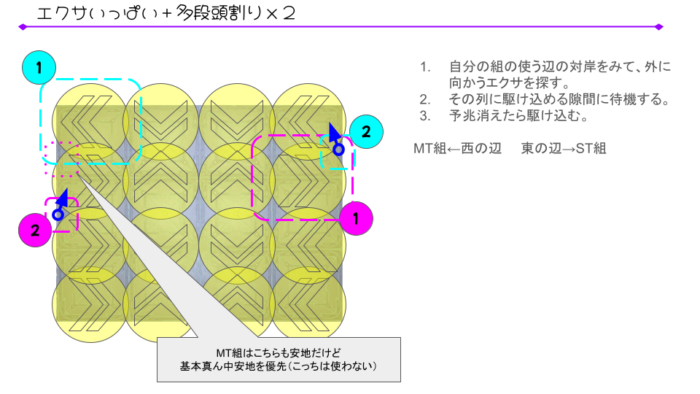 エクサいっぱい＋多段頭割り×２
1
1. 自分の組の使う辺の対岸をみて、外に
向かうエクサを探す。
2. その列に駆け込める隙間に待機する。
3. 予兆消えたら駆け込む。
2
MT組←西の辺　東の辺→ST組
1
2
MT組はこちらも安地だけど
基本真ん中安地を優先（こっちは使わない）